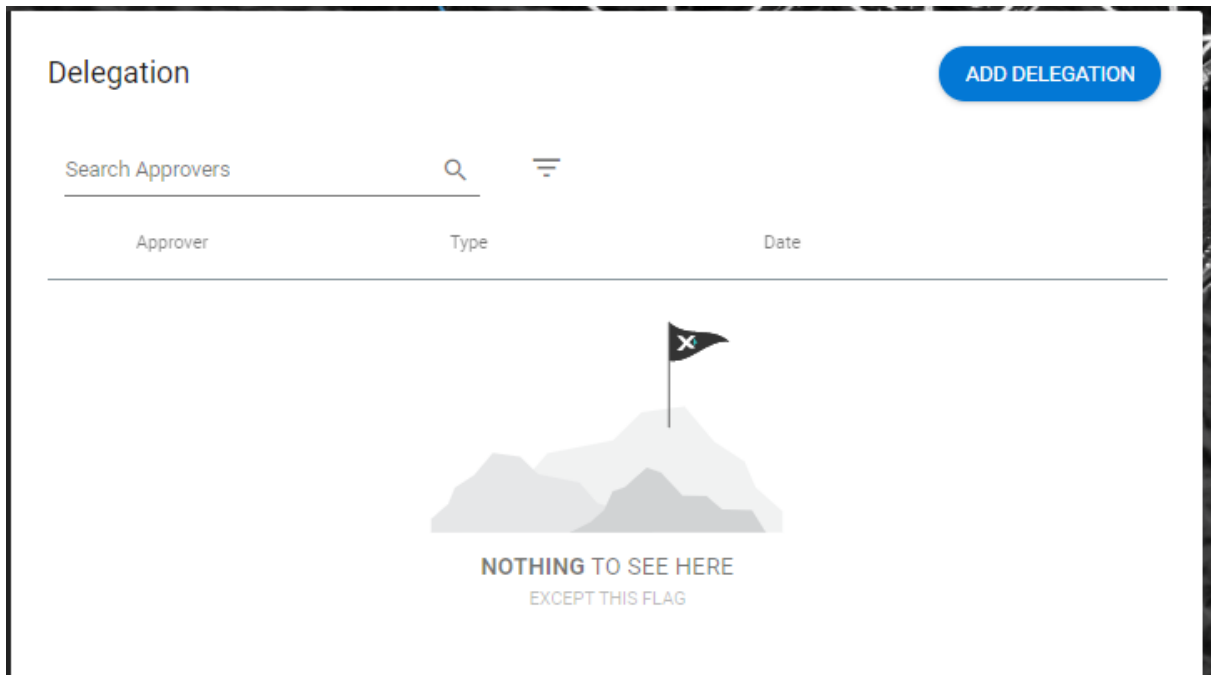 Delegation
ADD DELEGATION
Search Approvers
Approver Type Date
X
NOTHING TO SEE HERE
EXCEPT THIS FLAG